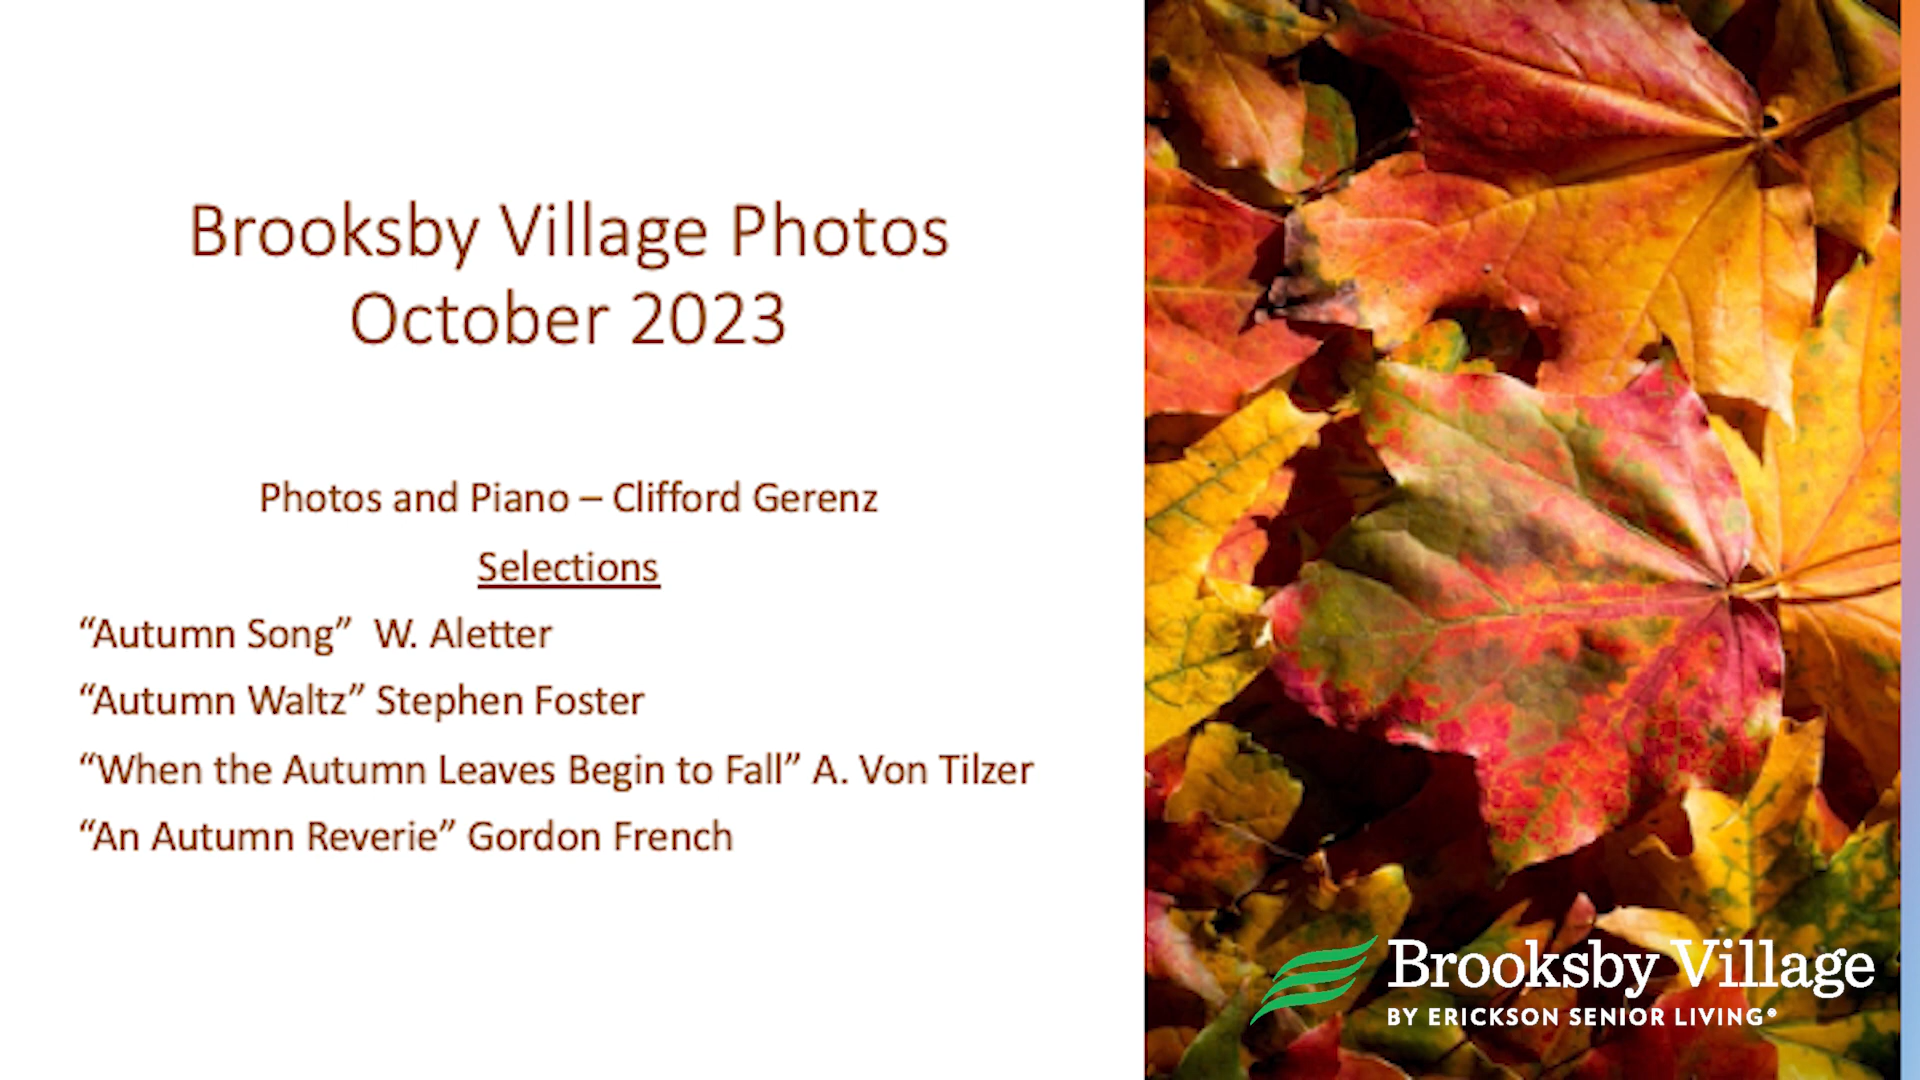 Brooksby Village Photos
October 2023
Photos and Piano – Clifford Gerenz
Selections
“Autumn Song”  W. Aletter
“Autumn Waltz” Stephen Foster
“When the Autumn Leaves Begin to Fall” A. Von Tilzer
“An Autumn Reverie” Gordon French
Brooksby Village
BY ERICKSON SENIOR LIVING®